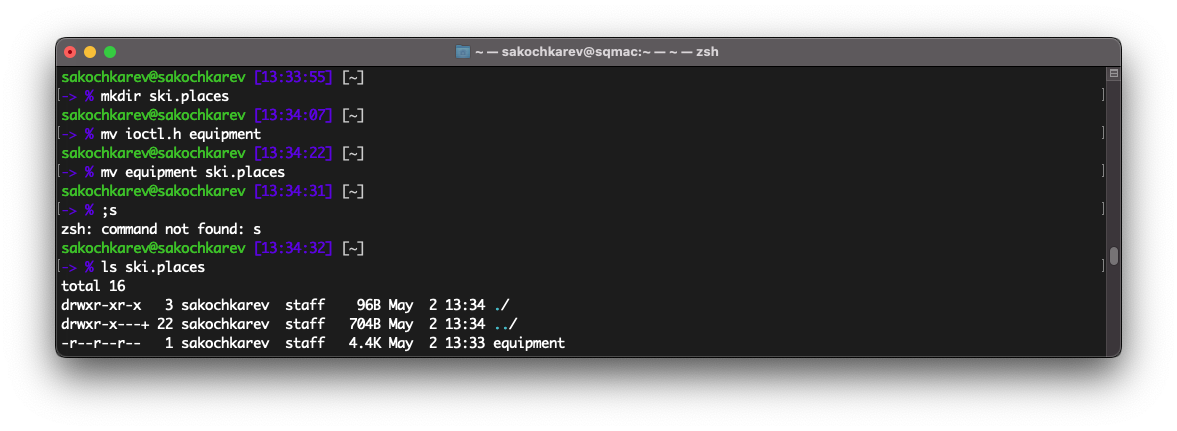 ~ — sakochkarev@sqmac:~ — ~ — zsh
sakochkarev@sakochkarev [13:33:55] [~]
[-> % mkdir ski.places ]
sakochkarev@sakochkarev [13:34:07] [~]
[-> % mv ioctl.h equipment ]
sakochkarev@sakochkarev [13:34:22] [~]
[-> % mv equipment ski.places ]
sakochkarev@sakochkarev [13:34:31] [~]
[-> % ;s ]
zsh: command not found: s
sakochkarev@sakochkarev [13:34:32] [~]
[-> % ls ski.places ]
total 16
drwxr-xr-x   3 sakochkarev  staff    96B May  2 13:34 ./
drwxr-x---+ 22 sakochkarev  staff   704B May  2 13:34 ../
-r--r--r--   1 sakochkarev  staff   4.4K May  2 13:33 equipment